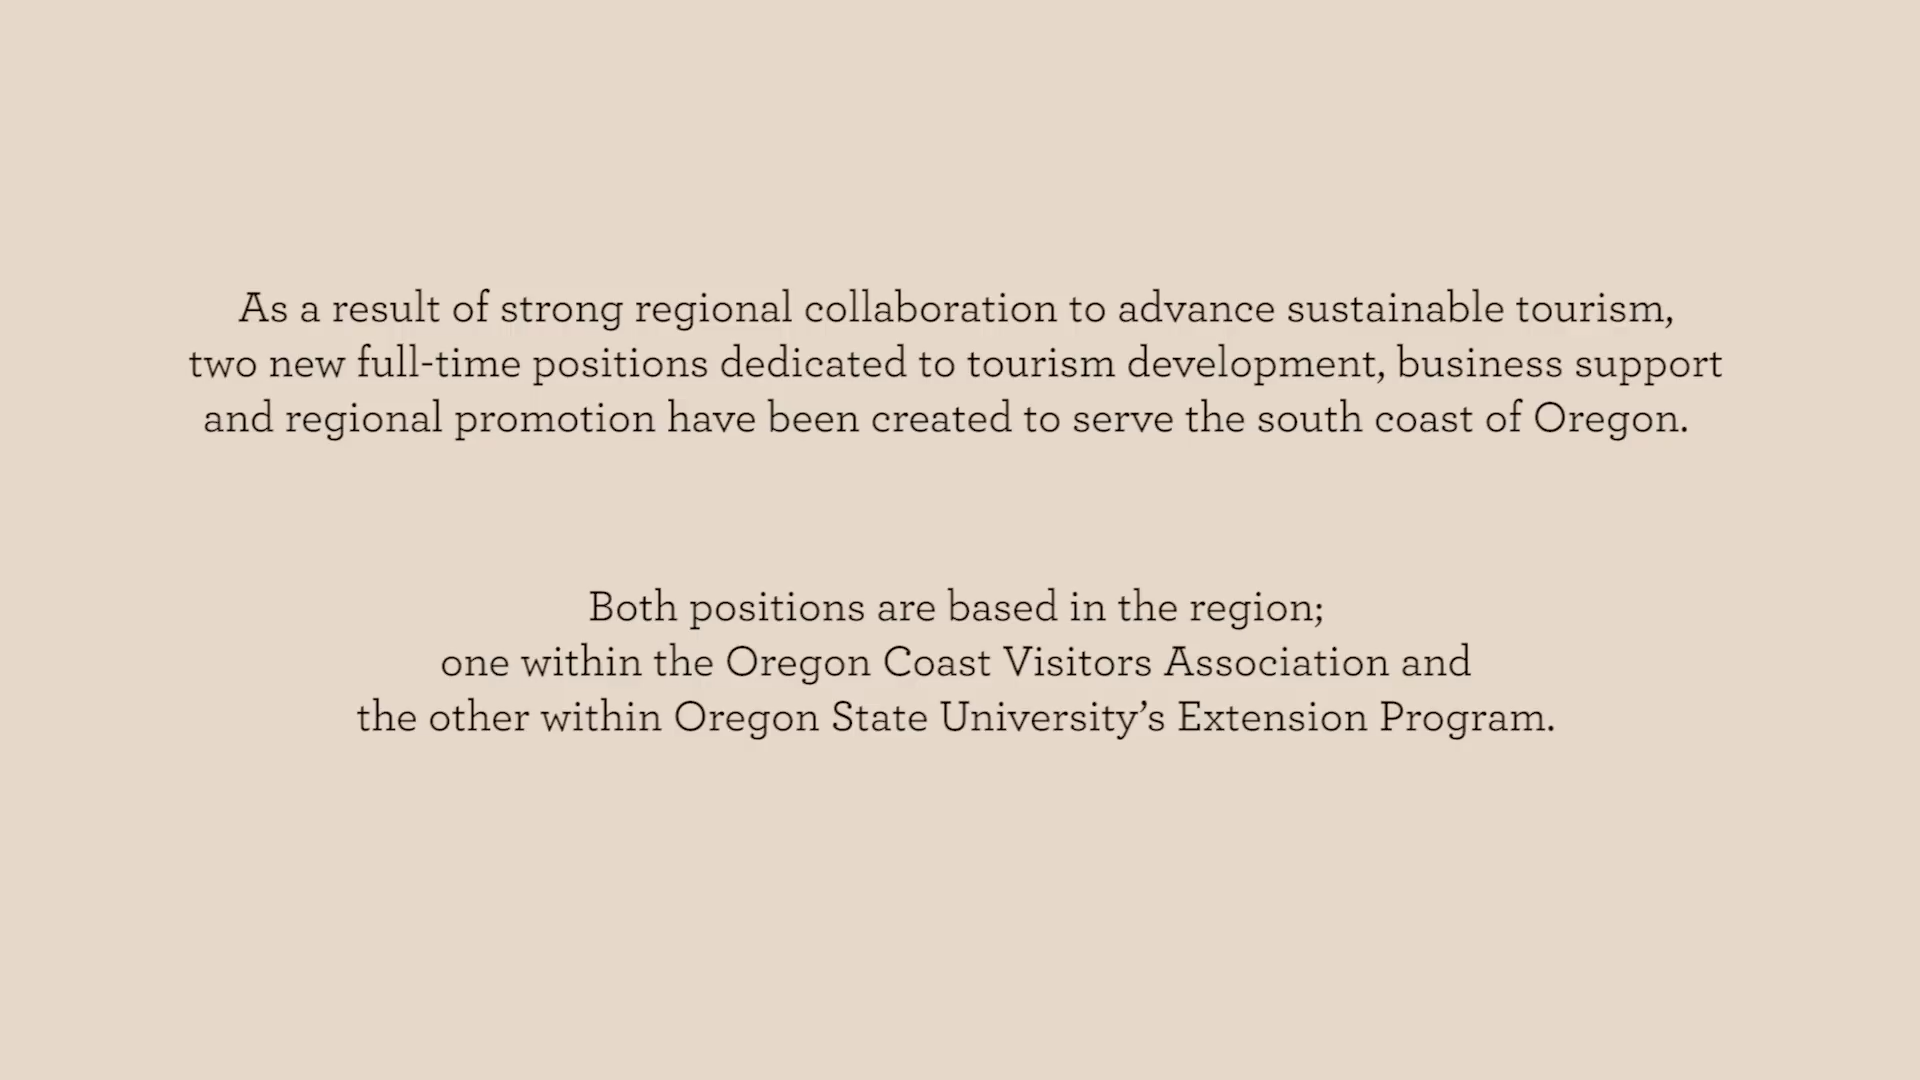 As a result of strong regional collaboration to advance sustainable tourism,
two new full-time positions dedicated to tourism development, business support
and regional promotion have been created to serve the south coast of Oregon.
Both positions are based in the region;
one within the Oregon Coast Visitors Association and
the other within Oregon State University’s Extension Program.